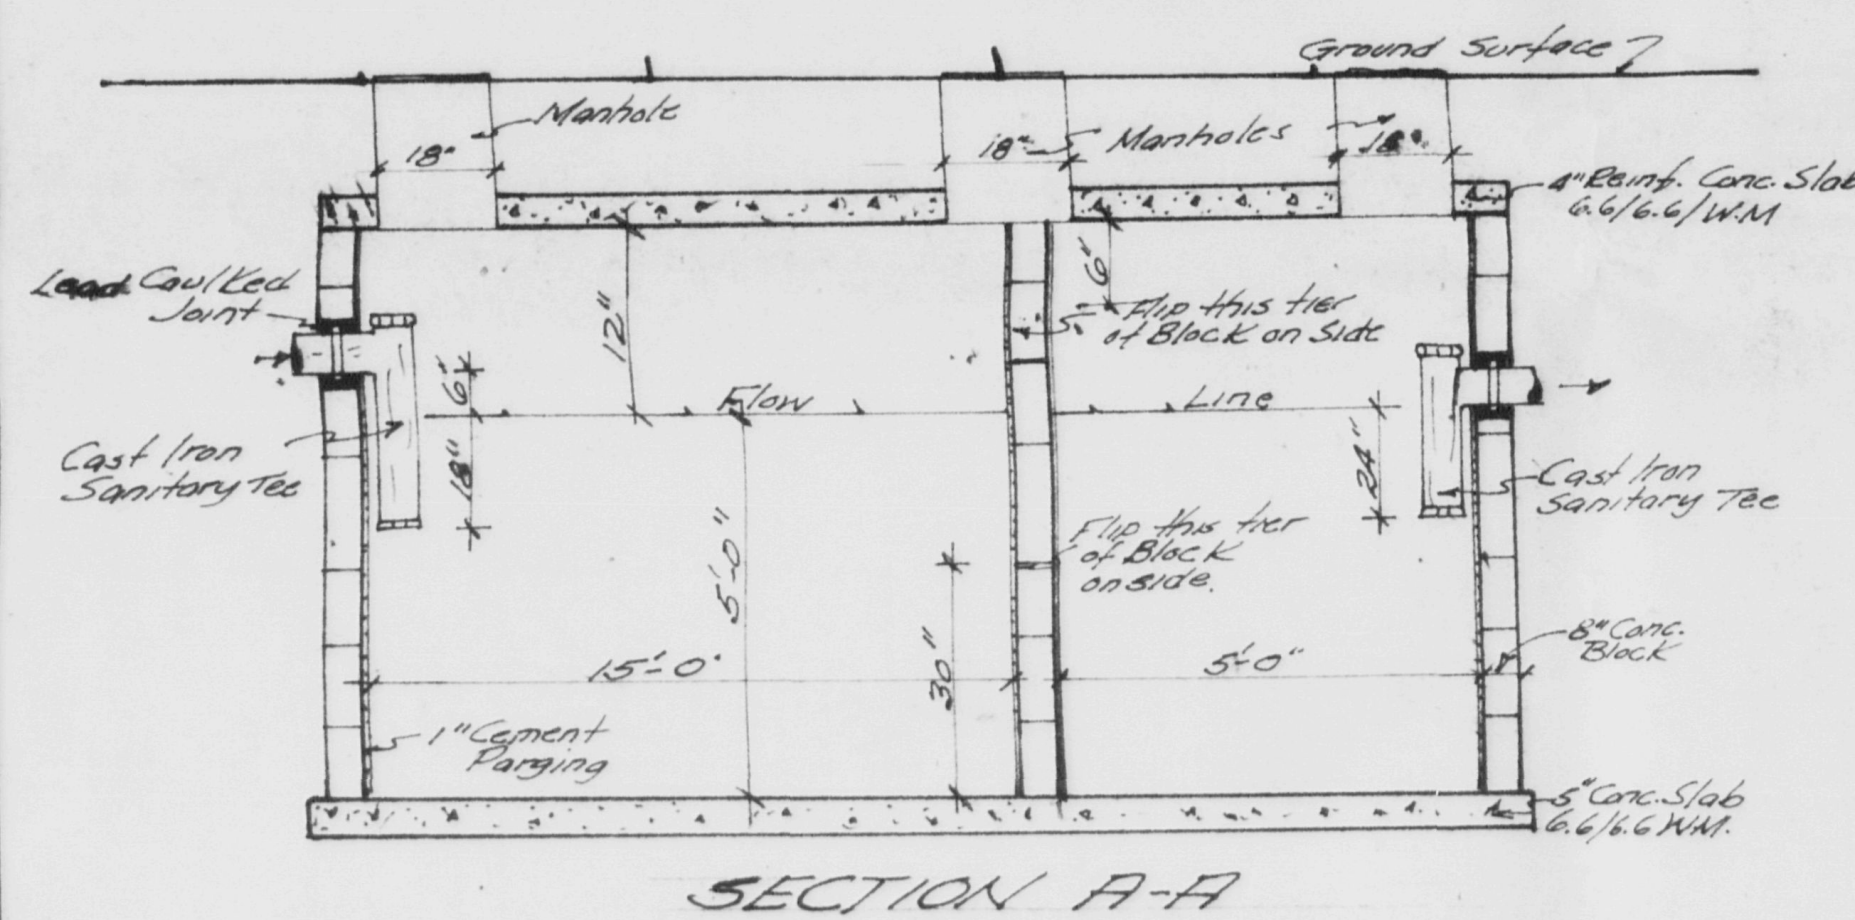 Ground Surface
Manhole
18"
18"
Manholes
18"
4" Reinf. Conc. Slab
6.6/6.6/W.M
Lead Caulked
Joint
12"
6"
Flip this tier
of Block on Side
6"
18"
Flow
Line
24"
Cast Iron
Sanitary Tee
Cast Iron
Sanitary Tee
5'-0"
Flip this tier
of Block
on side.
30"
15'-0"
5'-0"
8" Conc.
Block
1" Cement
Parging
5" Conc. Slab
6.6/6.6 W.M.
SECTION A-A